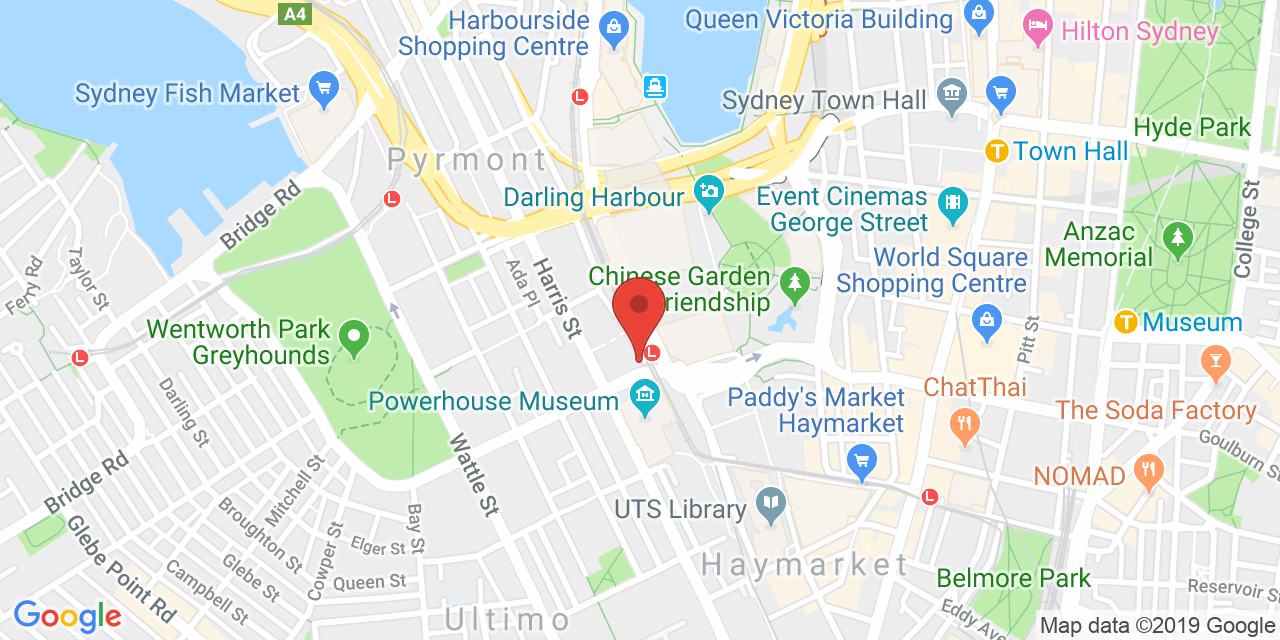 A4
Harbourside
Shopping Centre
Queen Victoria Building
Hilton Sydney
Sydney Fish Market
Sydney Town Hall
Hyde Park
Town Hall
Pyrmont
L
T
Darling Harbour
Event Cinemas
George Street
L
Bridge Rd
College St
Anzac
Memorial
World Square
Shopping Centre
Taylor St
Ferry Rd
Harris St
Ada Pl
Chinese Garden
Friendship
Wentworth Park
Greyhounds
T
Museum
Pitt St
L
L
Powerhouse Museum
Paddy's Market
Haymarket
ChatThai
The Soda Factory
Darling St
Wattle St
Goulburn St
NOMAD
Bridge Rd
Mitchell St
Broughton St
UTS Library
L
Bay St
Glebe Point Rd
Cowper St
Elger St
Glebe St
Queen St
Campbell St
Haymarket
Belmore Park
Reservoir St
Ultimo
Eddy Ave
Google
Map data ©2019 Google